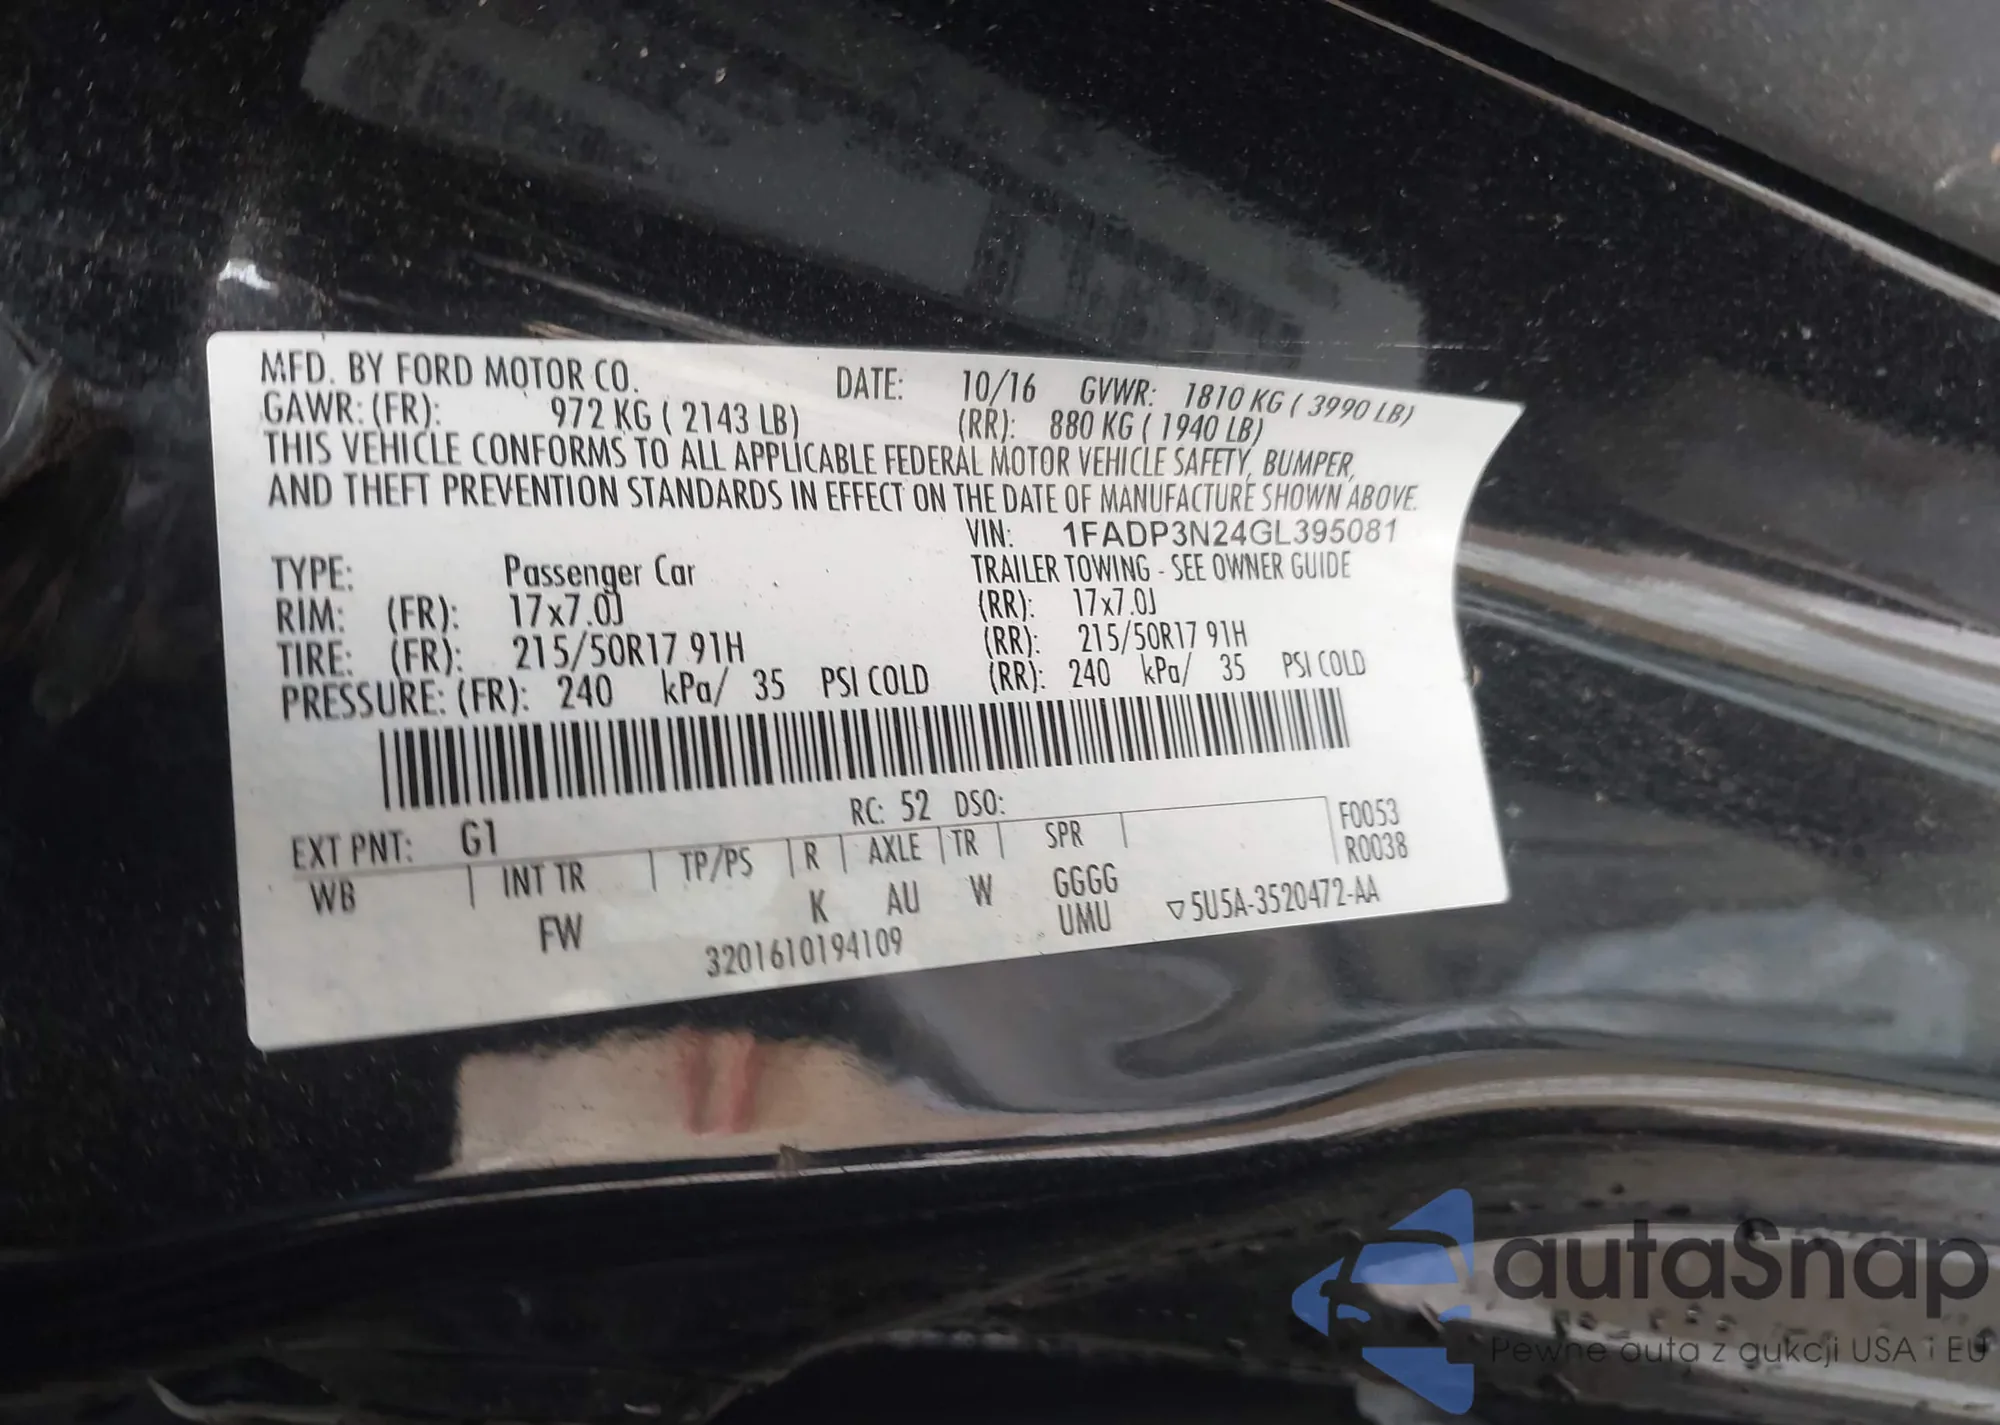 MFD. BY FORD MOTOR CO. DATE: 10/16 GVWR: 1810 KG ( 3990 LB)
GAWR: (FR): 972 KG ( 2143 LB) (RR): 880 KG ( 1940 LB)
THIS VEHICLE CONFORMS TO ALL APPLICABLE FEDERAL MOTOR VEHICLE SAFETY, BUMPER,
AND THEFT PREVENTION STANDARDS IN EFFECT ON THE DATE OF MANUFACTURE SHOWN ABOVE.
VIN: 1FADP3N24GL395081
TYPE: Passenger Car TRAILER TOWING - SEE OWNER GUIDE
RIM: (FR): 17x7.0J (RR): 17x7.0J
TIRE: (FR): 215/50R17 91H (RR): 215/50R17 91H
PRESSURE: (FR): 240 kPa/ 35 PSI COLD (RR): 240 kPa/ 35 PSI COLD
EXT PNT: G1 RC: 52 DSO: F0053
WB INT TR TP/PS R AXLE TR SPR R0038
FW K AU W GGGG
UMU ▽5U5A-3520472-AA
3201610194109
autaSnap
Pewne auta z aukcji USA i EU